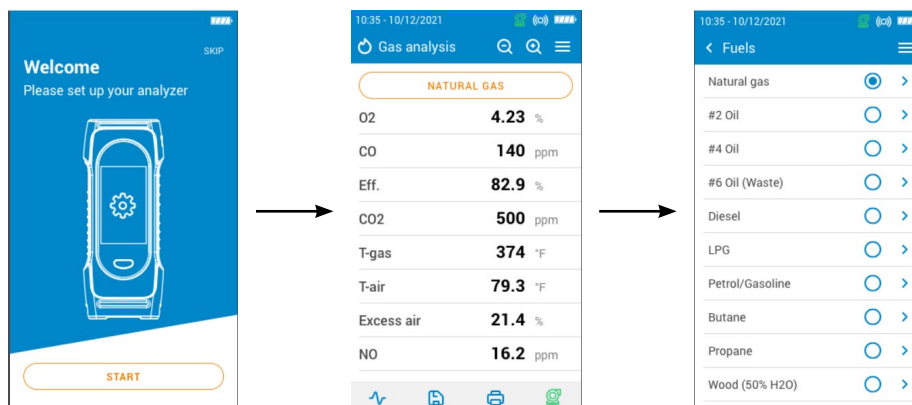 SKIP
Welcome
Please set up your analyzer
START
10:35 - 10/12/2021
Gas analysis
NATURAL GAS
O2 4.23 %
CO 140 ppm
Eff. 82.9 %
CO2 500 ppm
T-gas 374 °F
T-air 79.3 °F
Excess air 21.4 %
NO 16.2 ppm
10:35 - 10/12/2021
Fuels
Natural gas
#2 Oil
#4 Oil
#6 Oil (Waste)
Diesel
LPG
Petrol/Gasoline
Butane
Propane
Wood (50% H2O)